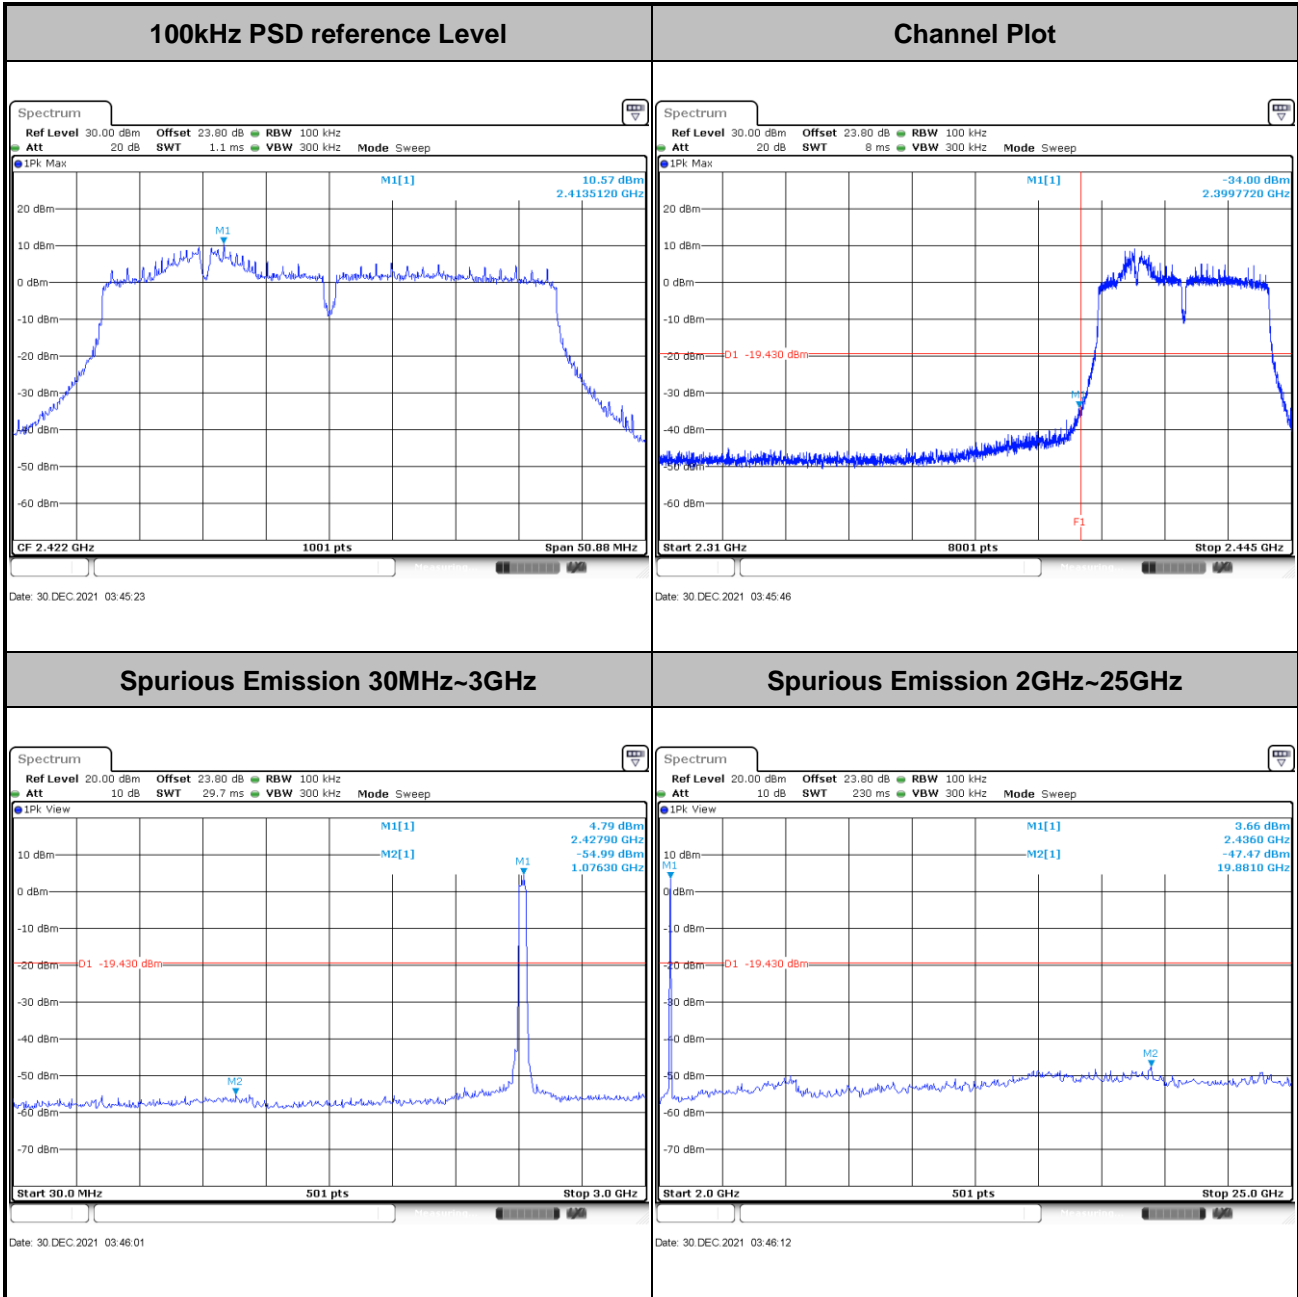 100kHz PSD reference Level
Channel Plot
Spectrum
Ref Level 30.00 dBm Offset 23.80 dB RBW 100 kHz
Att 20 dB SWT 1.1 ms VBW 300 kHz Mode Sweep
1Pk Max
M1[1] 10.57 dBm
2.4135120 GHz
20 dBm
M1
10 dBm
0 dBm
-10 dBm
-20 dBm
-30 dBm
-40 dBm
-50 dBm
-60 dBm
CF 2.422 GHz 1001 pts Span 50.88 MHz
Measuring...
Date: 30.DEC.2021 03:45:23
Spectrum
Ref Level 30.00 dBm Offset 23.80 dB RBW 100 kHz
Att 20 dB SWT 8 ms VBW 300 kHz Mode Sweep
1Pk Max
M1[1] -34.00 dBm
2.3997720 GHz
20 dBm
10 dBm
0 dBm
-10 dBm
-20 dBm
D1 -19.430 dBm
-30 dBm
M1
-40 dBm
-50 dBm
-60 dBm
F1
Start 2.31 GHz 8001 pts Stop 2.445 GHz
Measuring...
Date: 30.DEC.2021 03:45:46
Spurious Emission 30MHz~3GHz
Spurious Emission 2GHz~25GHz
Spectrum
Ref Level 20.00 dBm Offset 23.80 dB RBW 100 kHz
Att 10 dB SWT 29.7 ms VBW 300 kHz Mode Sweep
1Pk View
M1[1] 4.79 dBm
2.42790 GHz
10 dBm
M2[1] -54.99 dBm
1.07630 GHz
M1
0 dBm
-10 dBm
-20 dBm
D1 -19.430 dBm
-30 dBm
-40 dBm
-50 dBm
M2
-60 dBm
-70 dBm
Start 30.0 MHz 501 pts Stop 3.0 GHz
Measuring...
Date: 30.DEC.2021 03:46:01
Spectrum
Ref Level 20.00 dBm Offset 23.80 dB RBW 100 kHz
Att 10 dB SWT 230 ms VBW 300 kHz Mode Sweep
1Pk View
M1[1] 3.66 dBm
2.4360 GHz
10 dBm
M2[1] -47.47 dBm
19.8810 GHz
M1
0 dBm
-10 dBm
-20 dBm
D1 -19.430 dBm
-30 dBm
-40 dBm
M2
-50 dBm
-60 dBm
-70 dBm
Start 2.0 GHz 501 pts Stop 25.0 GHz
Measuring...
Date: 30.DEC.2021 03:46:12